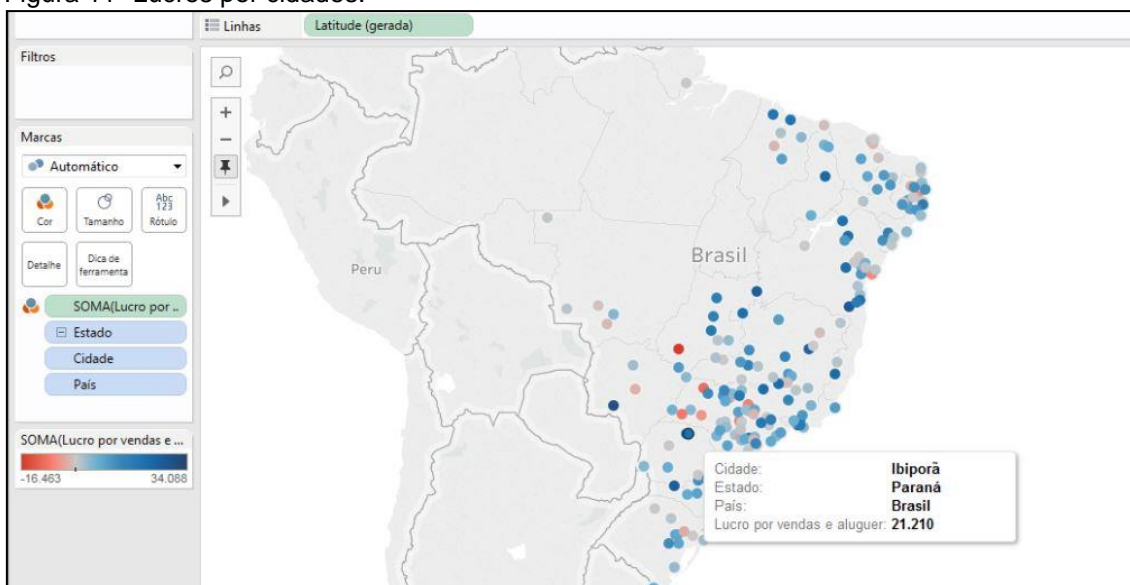 Figura 11 - Lucros por cidades.
Linhas
Latitude (gerada)
Filtros
Marcas
Automático
Cor
Tamanho
Abc
123
Rótulo
Detalhe
Dica de
ferramenta
SOMA(Lucro por ..
Estado
Cidade
País
SOMA(Lucro por vendas e ...
-16.463
34.088
Peru
Brasil
Cidade: Ibiporã
Estado: Paraná
País: Brasil
Lucro por vendas e aluguer: 21.210